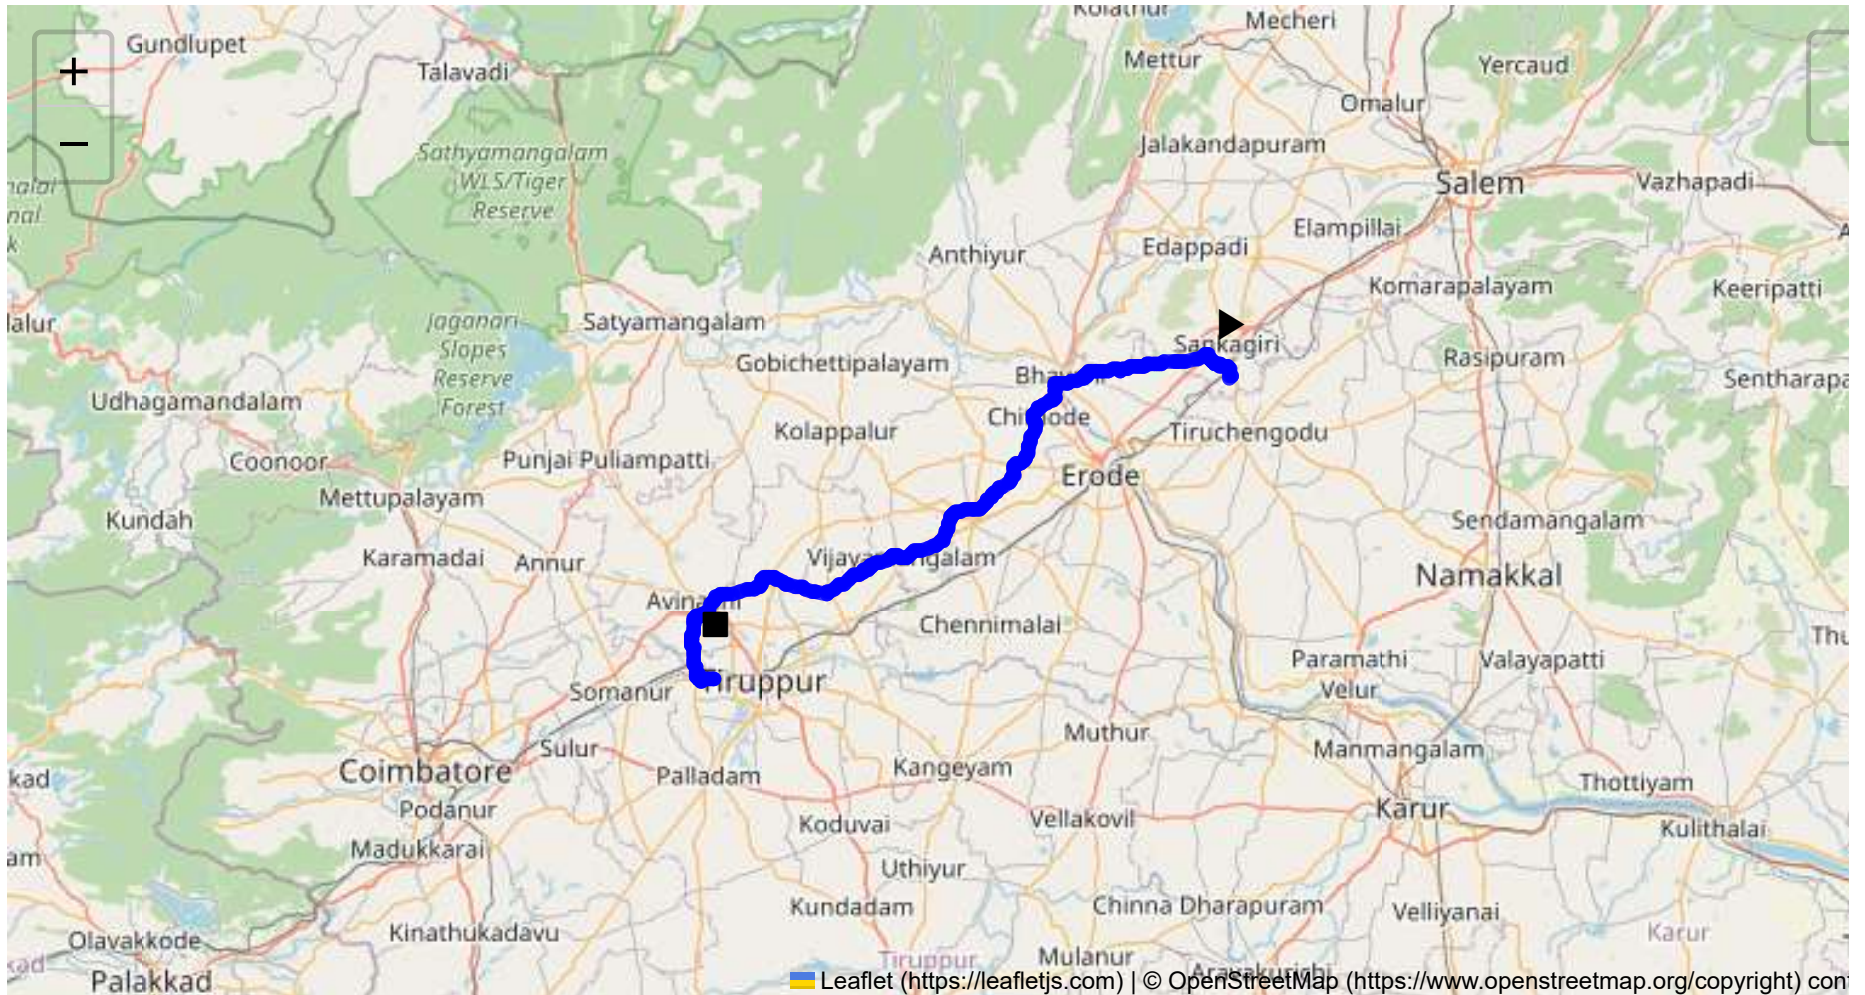 Kolathur
Mecheri
Gundlupet
Mettur
Yercaud
Talavadi
Omalur
Jalakandapuram
Sathyamangalam
WLS/Tiger
Reserve
Salem
Vazhapadi
Elampillai
Edappadi
Anthiyur
Komarapalayam
Keeripatti
Jaganari
Slopes
Reserve
Forest
Satyamangalam
Sankagiri
Gobichettipalayam
Rasipuram
Udhagamandalam
Kolappalur
Tiruchengodu
Coonoor
Punjai Puliampatti
Erode
Mettupalayam
Kundah
Sendamangalam
Karamadai
Annur
Namakkal
Chennimalai
Paramathi
Velur
Valayapatti
Somanur
Tiruppur
Muthur
Sulur
Manmangalam
Coimbatore
Palladam
Kangeyam
Thottiyam
Podanur
Koduvai
Vellakovil
Karur
Kulithalai
Madukkarai
Uthiyur
Kundadam
Chinna Dharapuram
Velliyanai
Olavakkode
Kinathukadavu
Karur
Tiruppur
Mulanur
Palakkad
Leaflet (https://leafletjs.com) | © OpenStreetMap (https://www.openstreetmap.org/copyright) con